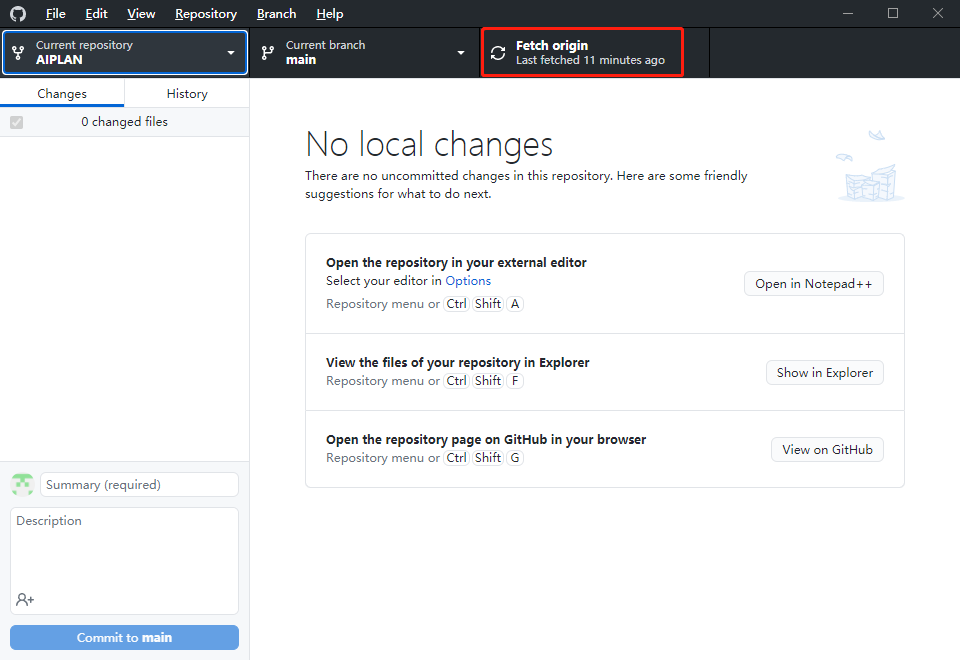 File Edit View Repository Branch Help
Current repository
AIPLAN
Current branch
main
Fetch origin
Last fetched 11 minutes ago
Changes
History
0 changed files
No local changes
There are no uncommitted changes in this repository. Here are some friendly
suggestions for what to do next.
Open the repository in your external editor
Select your editor in Options
Repository menu or Ctrl Shift A
Open in Notepad++
View the files of your repository in Explorer
Repository menu or Ctrl Shift F
Show in Explorer
Open the repository page on GitHub in your browser
Repository menu or Ctrl Shift G
View on GitHub
Summary (required)
Description
Commit to main